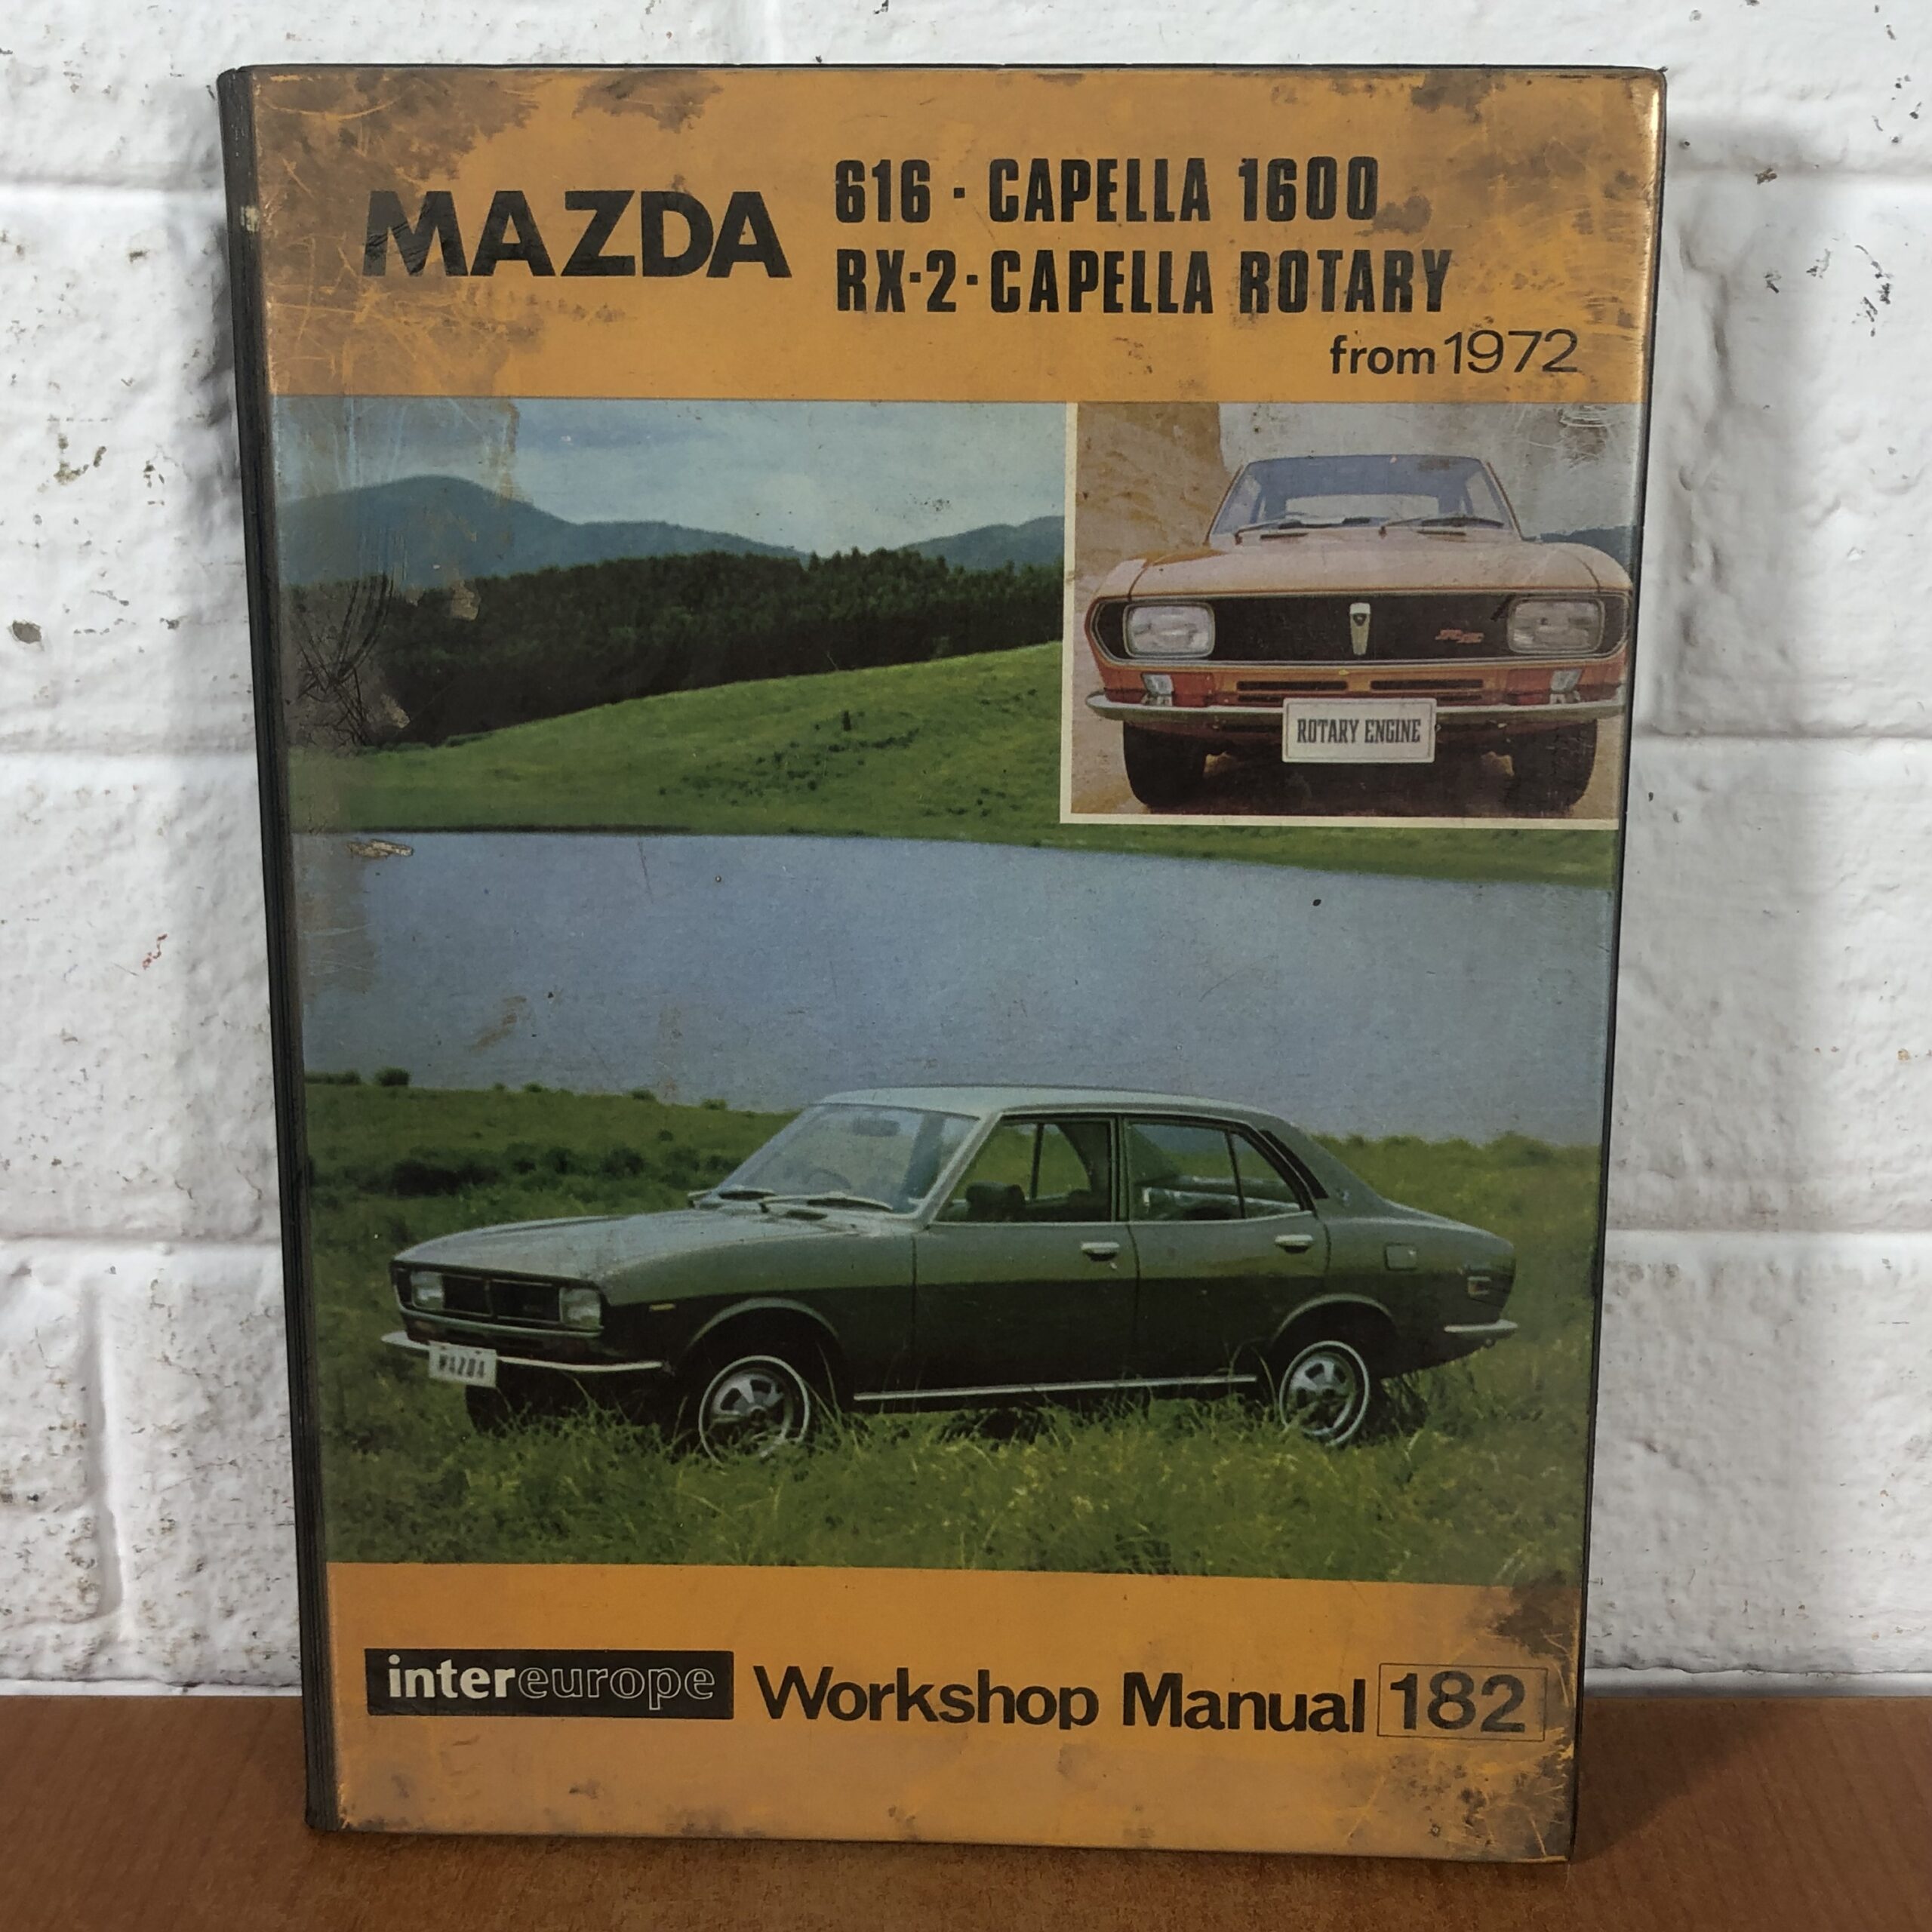 MAZDA
616 · CAPELLA 1600
RX·2·CAPELLA ROTARY
from 1972
ROTARY ENGINE
MAZDA
intereurope Workshop Manual 182